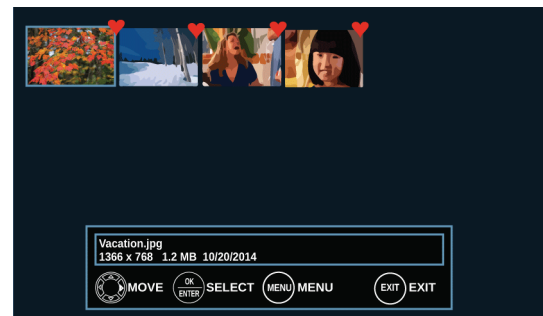 Vacation.jpg
1366 x 768 1.2 MB 10/20/2014
MOVE OK ENTER SELECT MENU MENU EXIT EXIT